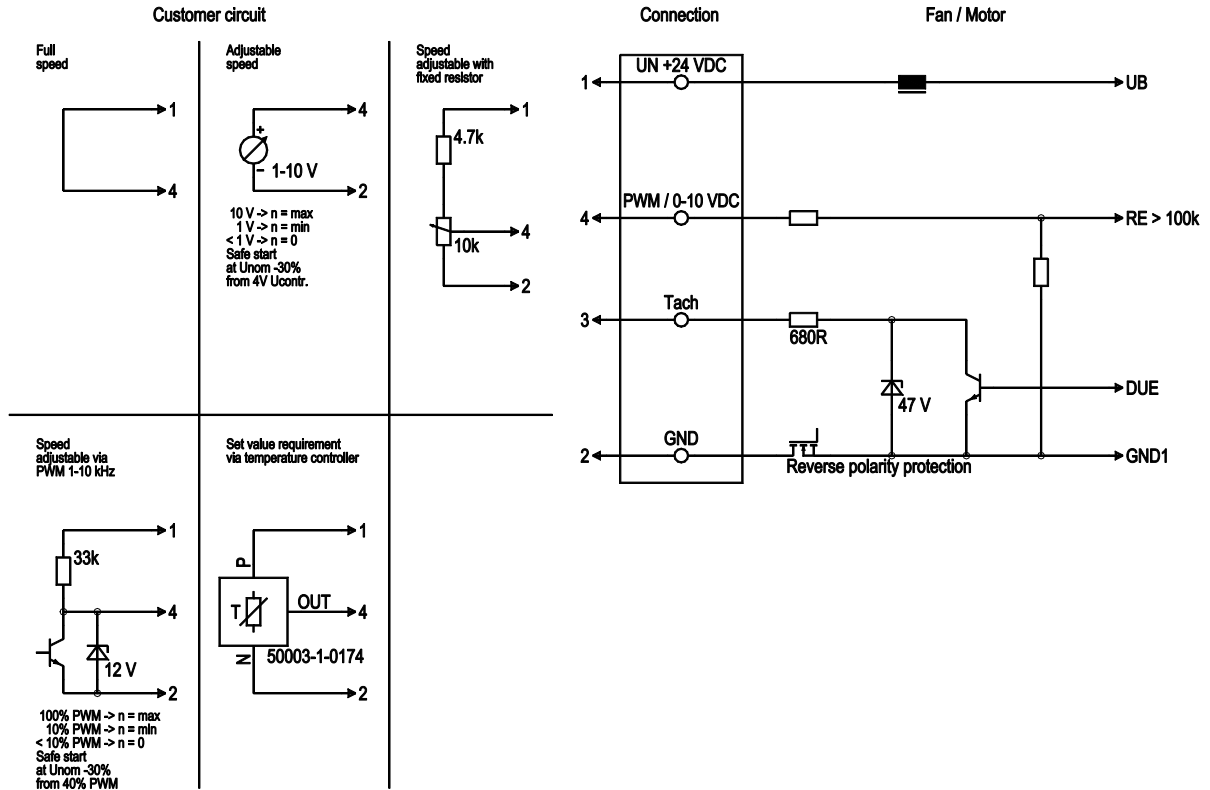 Customer circuit
Connection
Fan / Motor
Full
speed
1
4
Adjustable
speed
4
+
−
1-10 V
2
10 V -> n = max
1 V -> n = min
< 1 V -> n = 0
Safe start
at Unom -30%
from 4V Ucontr.
Speed
adjustable with
fixed resistor
1
4.7k
4
10k
2
1
UN +24 VDC
UB
4
PWM / 0-10 VDC
RE > 100k
3
Tach
680R
47 V
DUE
2
GND
Reverse polarity protection
GND1
Speed
adjustable via
PWM 1-10 kHz
1
33k
4
12 V
2
100% PWM -> n = max
10% PWM -> n = min
< 10% PWM -> n = 0
Safe start
at Unom -30%
from 40% PWM
Set value requirement
via temperature controller
1
P
T
OUT
4
N
50003-1-0174
2